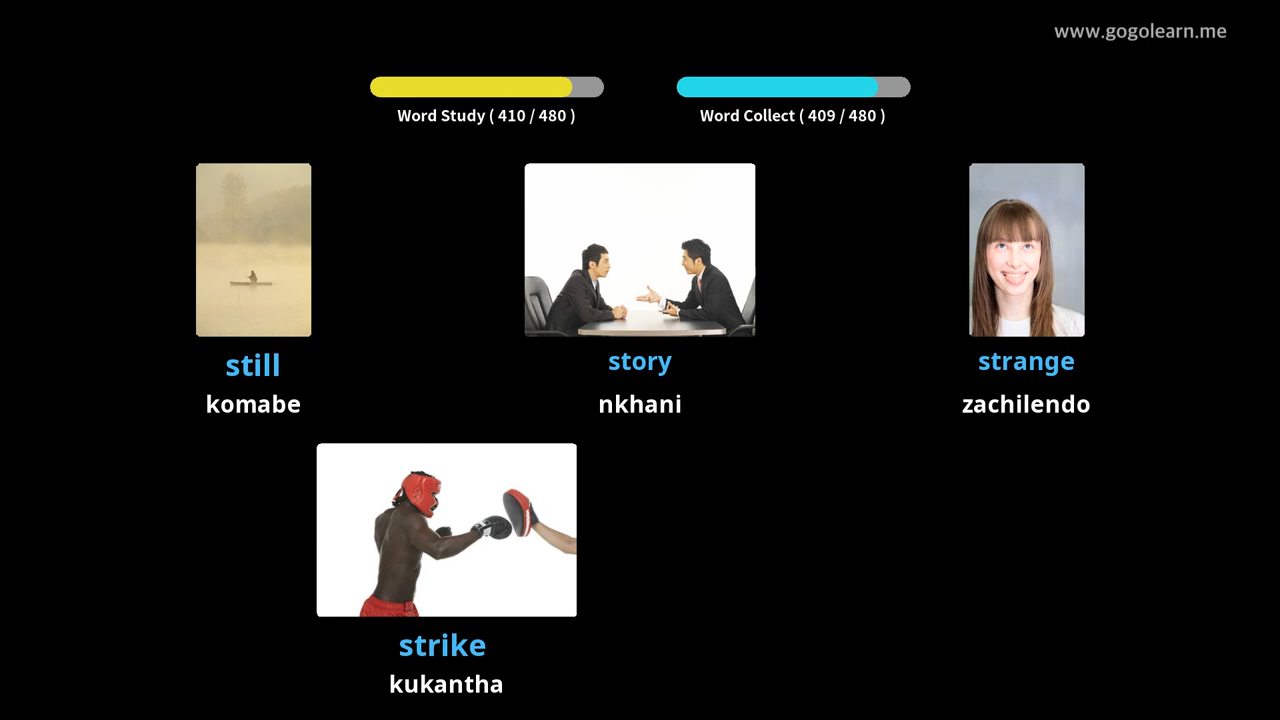 www.gogolearn.me
Word Study ( 410 / 480 )
Word Collect ( 409 / 480 )
still
story
strange
komabe
nkhani
zachilendo
strike
kukantha